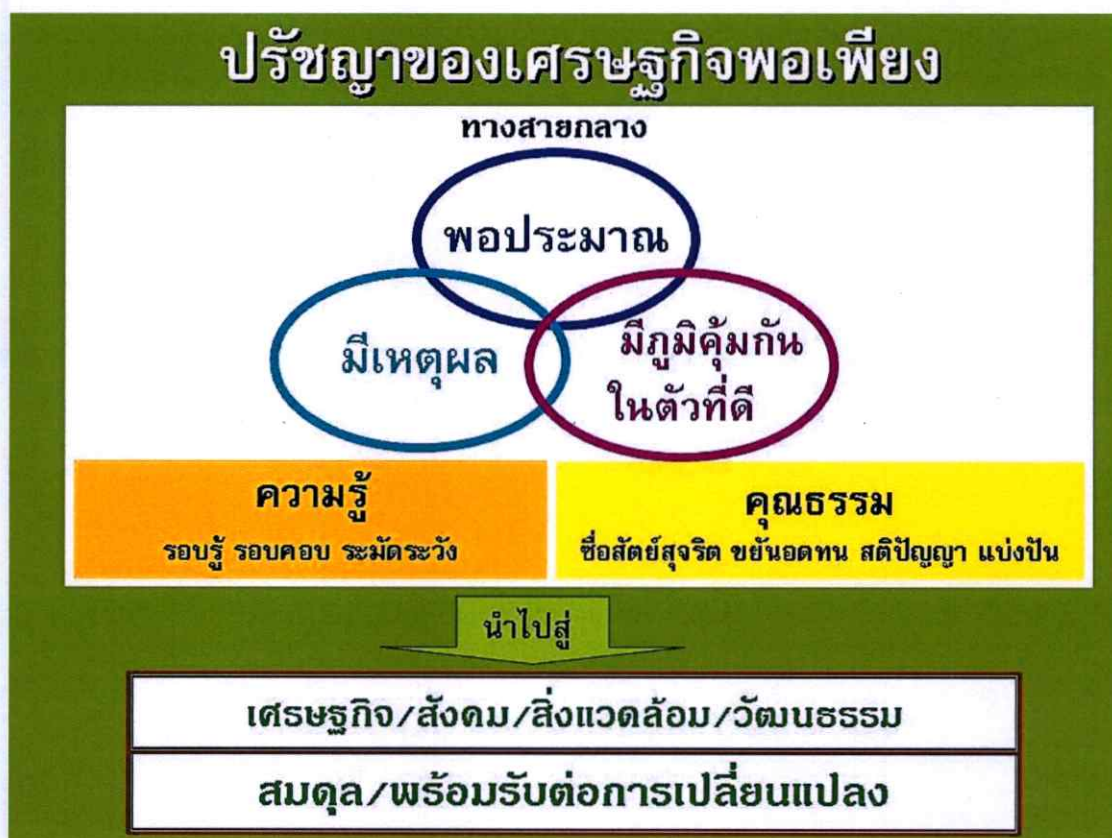 ปรัชญาของเศรษฐกิจพอเพียง
ทางสายกลาง
พอประมาณ
มีเหตุผล
มีภูมิคุ้มกัน
ในตัวที่ดี
ความรู้
รอบรู้ รอบคอบ ระมัดระวัง
คุณธรรม
ซื่อสัตย์สุจริต ขยันอดทน สติปัญญา แบ่งปัน
นำไปสู่
เศรษฐกิจ/สังคม/สิ่งแวดล้อม/วัฒนธรรม
สมดุล/พร้อมรับต่อการเปลี่ยนแปลง